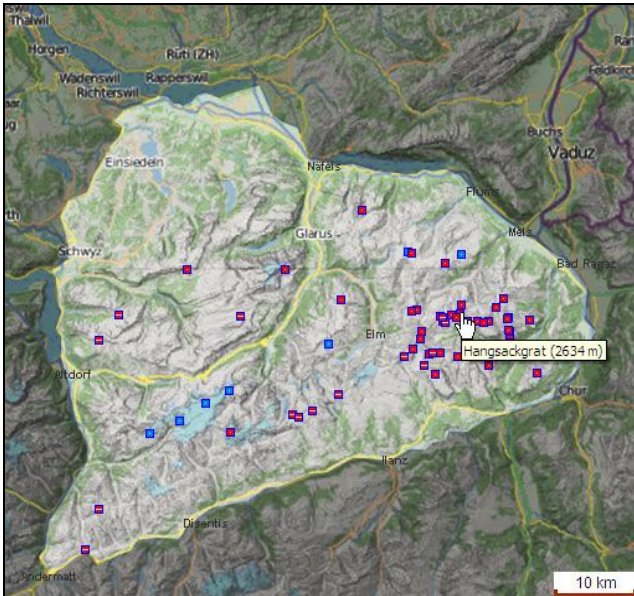 Thalwil
Horgen
Rüti (ZH)
Wädenswil
Rapperswil
Richterswil
Feldkirch
Buchs
Einsiedeln
Näfels
Vaduz
Flums
Glarus
Mels
Schwyz
Bad Ragaz
Elm
Hangsackgrat (2634 m)
Altdorf
Chur
Ilanz
Disentis
Andermatt
10 km